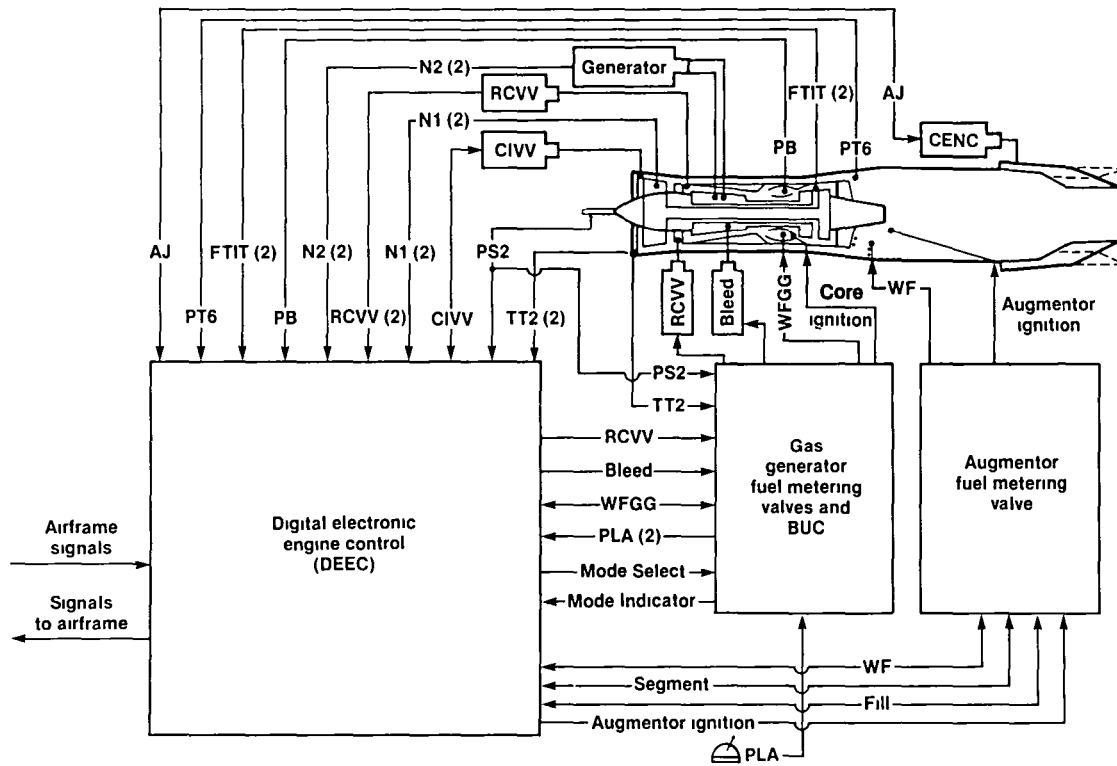 N2 (2)
Generator
RCVV
N1 (2)
CIVV
FTIT (2)
AJ
PB
PT6
CENC
AJ
FTIT (2)
N2 (2)
N1 (2)
PS2
PT6
PB
RCVV (2)
CIVV
TT2 (2)
RCVV
Bleed
WFGG
Core
ignition
WF
Augmentor
ignition
PS2
TT2
RCVV
Bleed
WFGG
PLA (2)
Mode Select
Mode Indicator
Digital electronic
engine control
(DEEC)
Gas
generator
fuel metering
valves and
BUC
Augmentor
fuel metering
valve
Airframe
signals
Signals
to airframe
WF
Segment
Fill
Augmentor ignition
PLA